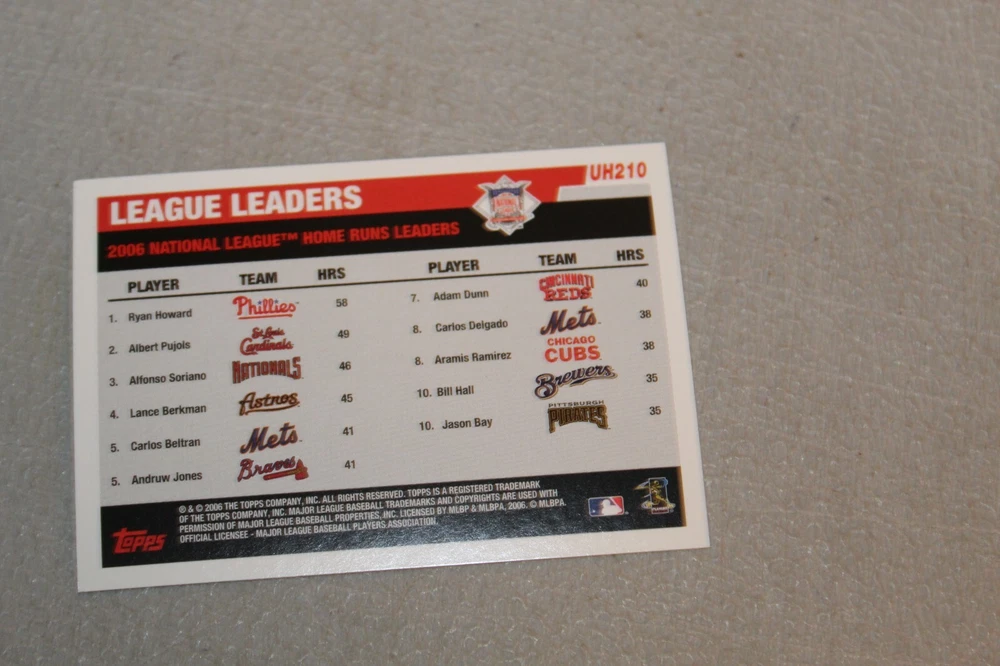 UH210
LEAGUE LEADERS
2006 NATIONAL LEAGUE™ HOME RUNS LEADERS
PLAYER TEAM HRS
1. Ryan Howard Phillies 58
2. Albert Pujols St. Louis Cardinals 49
3. Alfonso Soriano NATIONALS 46
4. Lance Berkman Astros 45
5. Carlos Beltran Mets 41
5. Andruw Jones Braves 41
PLAYER TEAM HRS
7. Adam Dunn CINCINNATI REDS 40
8. Carlos Delgado Mets 38
8. Aramis Ramirez CHICAGO CUBS 38
10. Bill Hall Brewers 35
10. Jason Bay PITTSBURGH PIRATES 35
topps
® & © 2006 THE TOPPS COMPANY, INC. ALL RIGHTS RESERVED. TOPPS IS A REGISTERED TRADEMARK
OF THE TOPPS COMPANY, INC. MAJOR LEAGUE BASEBALL TRADEMARKS AND COPYRIGHTS ARE USED WITH
PERMISSION OF MAJOR LEAGUE BASEBALL PROPERTIES, INC. LICENSED BY MLBP & MLBPA, 2006. © MLBPA.
OFFICIAL LICENSEE - MAJOR LEAGUE BASEBALL PLAYERS ASSOCIATION.